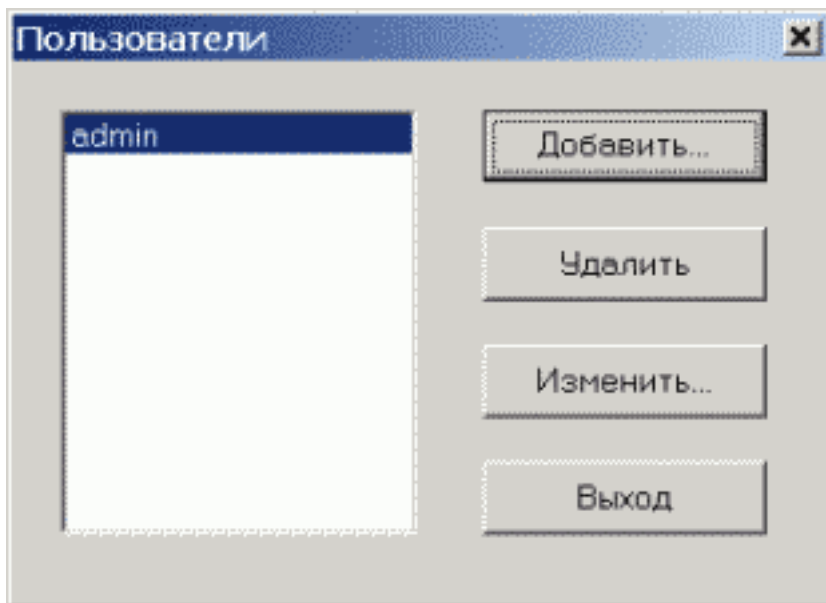 Пользователи
admin
Добавить...
Удалить
Изменить...
Выход